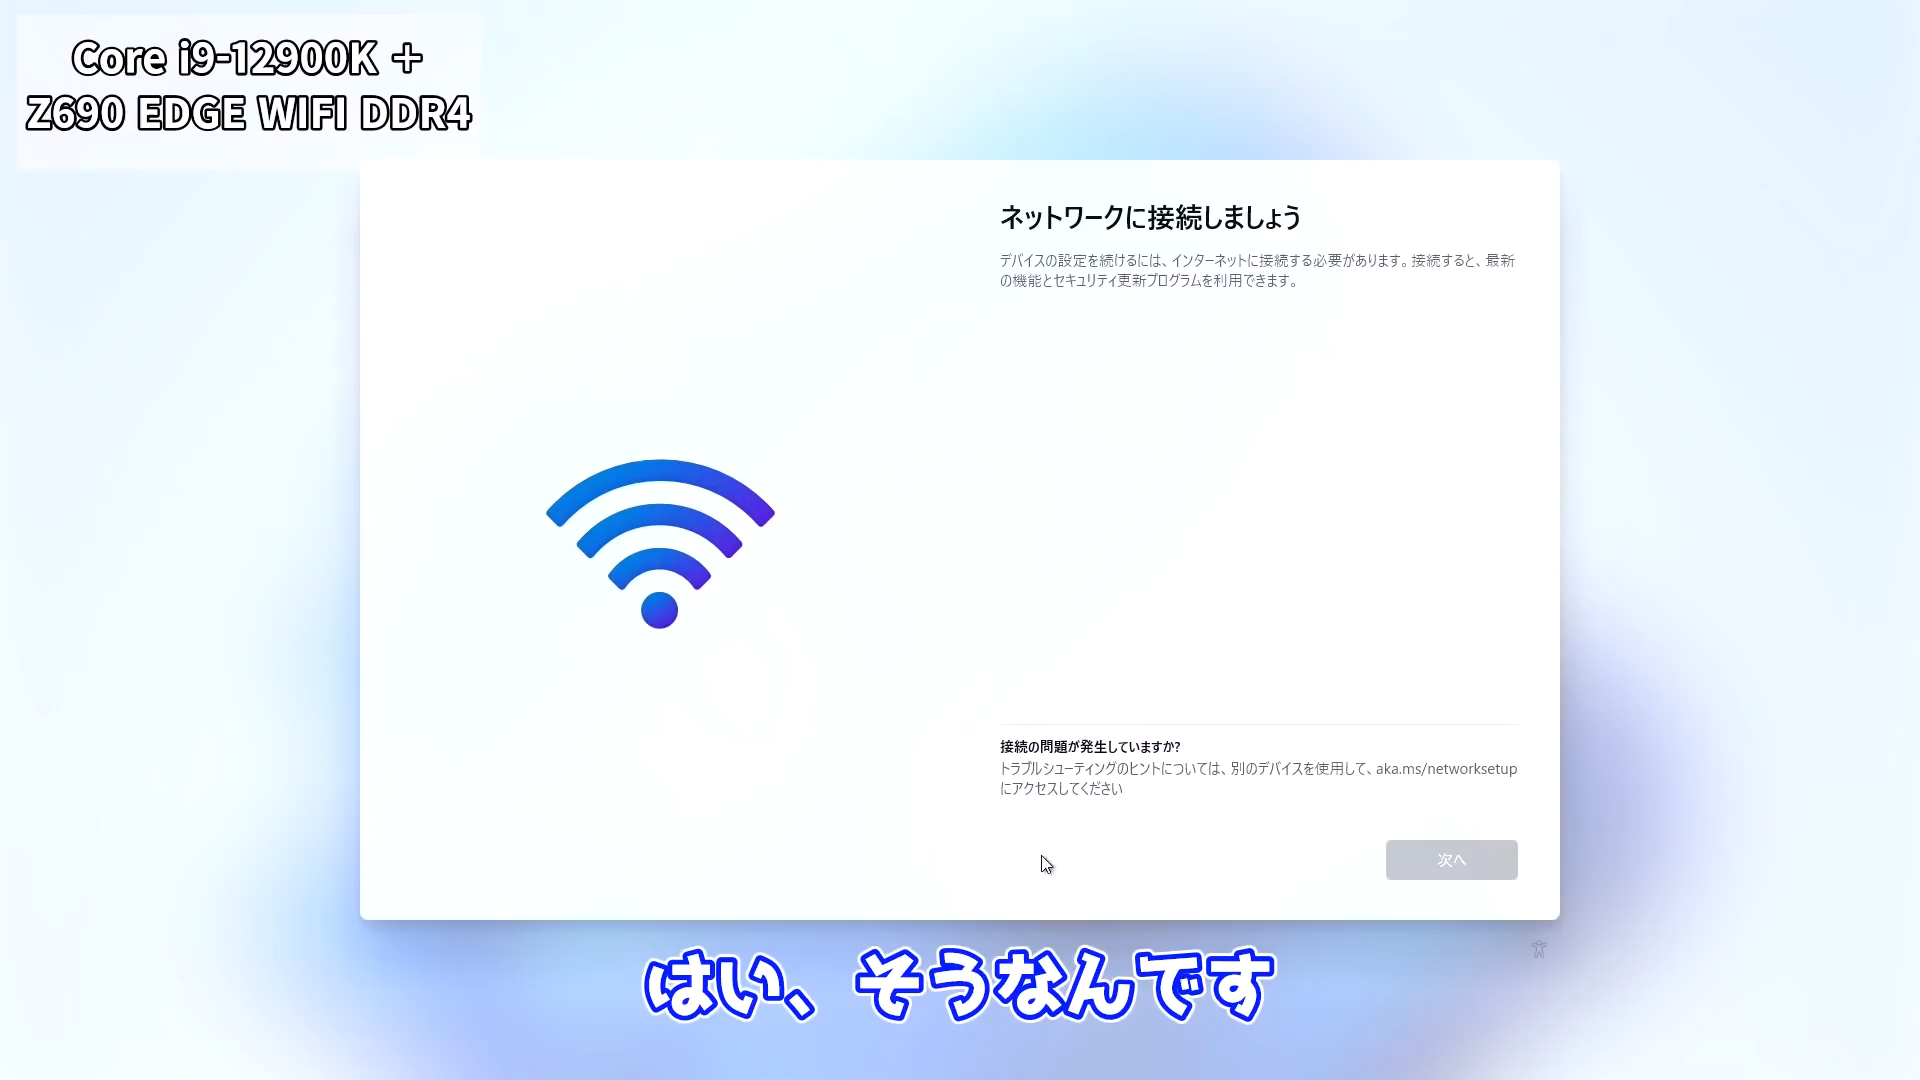 Core i9-12900K +
Z690 EDGE WIFI DDR4
ネットワークに接続しましょう
デバイスの設定を続けるには、インターネットに接続する必要があります。接続すると、最新
の機能とセキュリティ更新プログラムを利用できます。
接続の問題が発生していますか?
トラブルシューティングのヒントについては、別のデバイスを使用して、aka.ms/networksetup
にアクセスしてください
次へ
はい、そうなんです